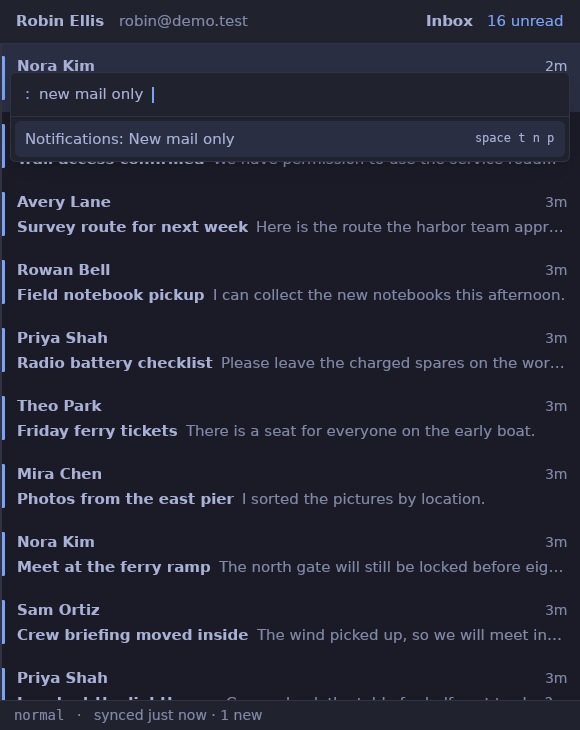 Robin Ellis robin@demo.test Inbox 16 unread
Nora Kim 2m
: new mail only
Notifications: New mail only space t n p
Avery Lane 3m
Survey route for next week Here is the route the harbor team appr…
Rowan Bell 3m
Field notebook pickup I can collect the new notebooks this afternoon.
Priya Shah 3m
Radio battery checklist Please leave the charged spares on the wor…
Theo Park 3m
Friday ferry tickets There is a seat for everyone on the early boat.
Mira Chen 3m
Photos from the east pier I sorted the pictures by location.
Nora Kim 3m
Meet at the ferry ramp The north gate will still be locked before eig…
Sam Ortiz 3m
Crew briefing moved inside The wind picked up, so we will meet in…
Priya Shah 3m
normal · synced just now · 1 new